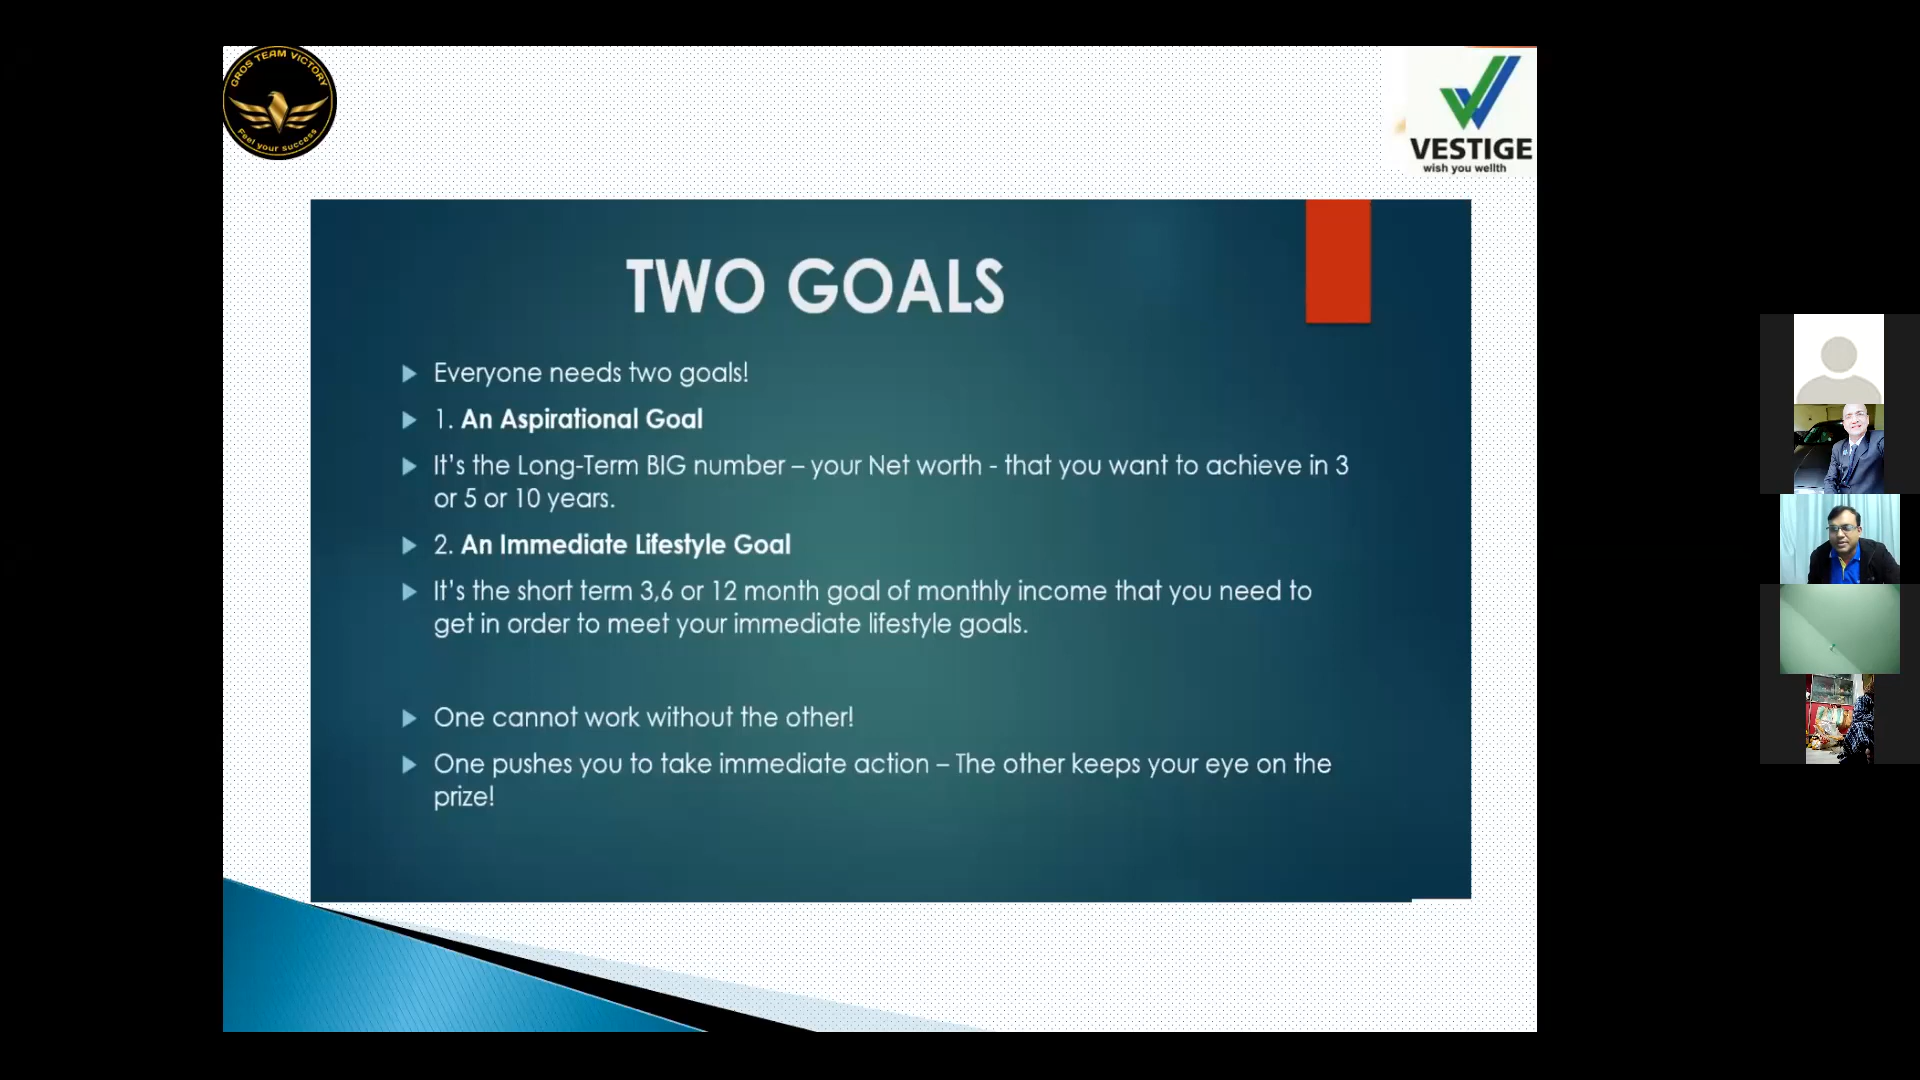 GROS TEAM VICTORY
Feel your success
VESTIGE
wish you wellth
TWO GOALS
Everyone needs two goals!
1. An Aspirational Goal
It's the Long-Term BIG number – your Net worth - that you want to achieve in 3
or 5 or 10 years.
2. An Immediate Lifestyle Goal
It's the short term 3,6 or 12 month goal of monthly income that you need to
get in order to meet your immediate lifestyle goals.
One cannot work without the other!
One pushes you to take immediate action – The other keeps your eye on the
prize!